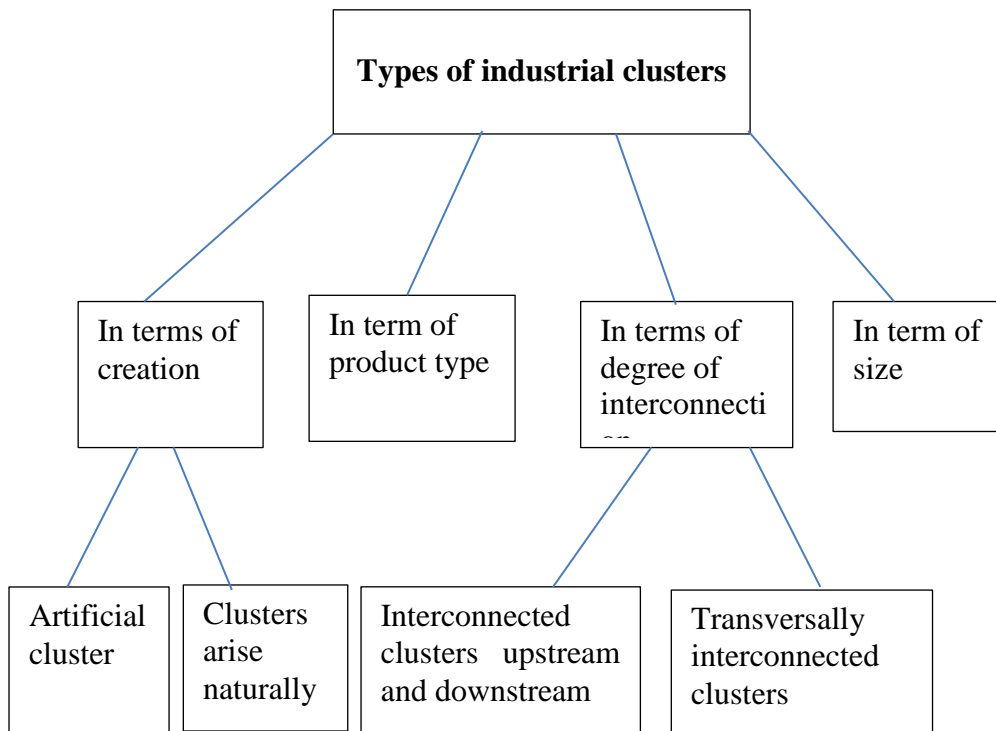 Types of industrial clusters
In terms of
creation
In term of
product type
In terms of
degree of
interconnecti
on
In term of
size
Artificial
cluster
Clusters
arise
naturally
Interconnected
clusters upstream
and downstream
Transversally
interconnected
clusters